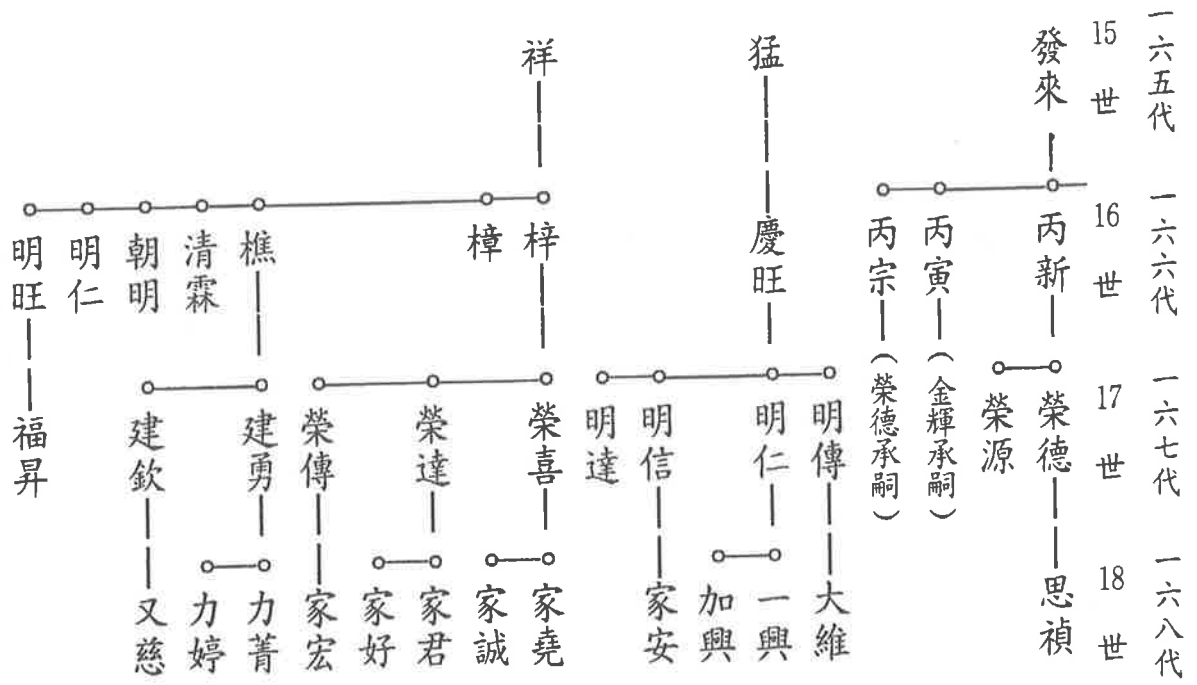 一六五代 一六六代 一六七代 一六八代
15世 16世 17世 18世
發來 丙新 榮德 思禎
榮源
丙寅 (金輝承嗣)
丙宗 (榮德承嗣)
猛 慶旺 明傳 大維
明仁 一興
加興
明信 家安
明達
祥 梓 榮喜 家堯
家誠
樟 榮達 家君
家好
榮傳 家宏
樵 建勇 力菁
力婷
清霖
朝明 建欽 又慈
明仁
明旺 福昇